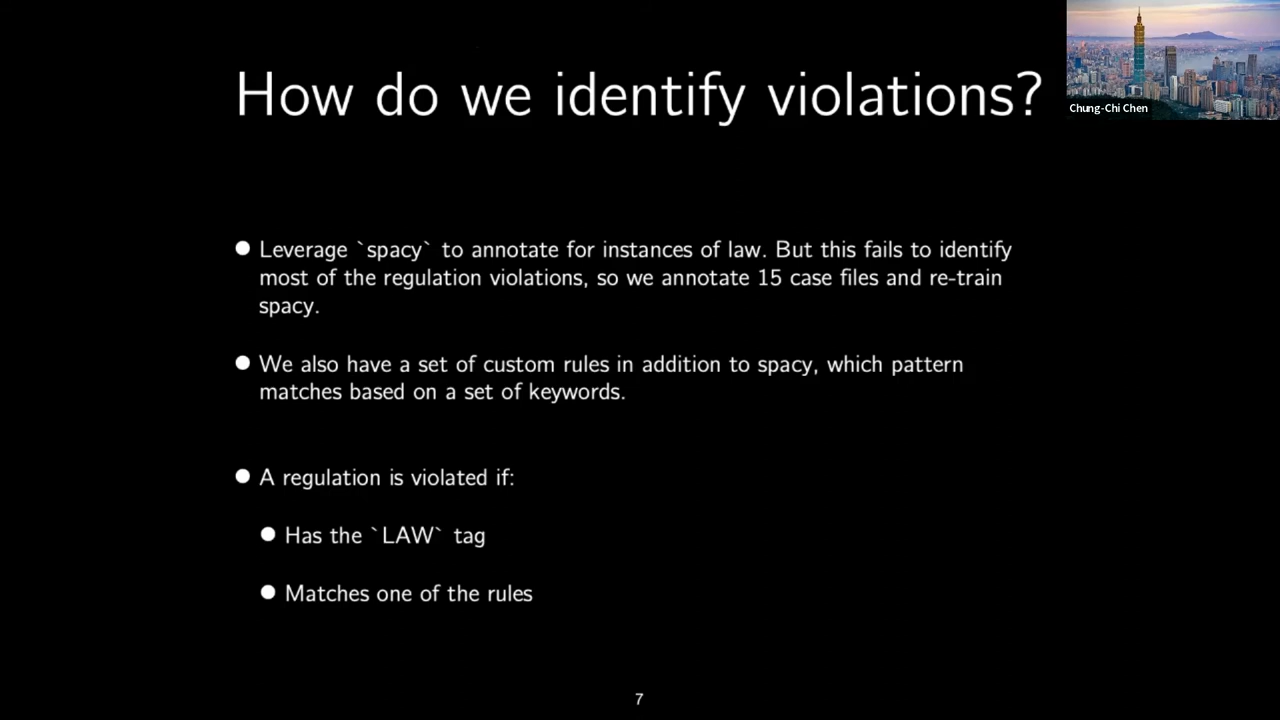 How do we identify violations?
Chung-Chi Chen
● Leverage `spacy` to annotate for instances of law. But this fails to identify
most of the regulation violations, so we annotate 15 case files and re-train
spacy.
● We also have a set of custom rules in addition to spacy, which pattern
matches based on a set of keywords.
● A regulation is violated if:
● Has the `LAW` tag
● Matches one of the rules
7